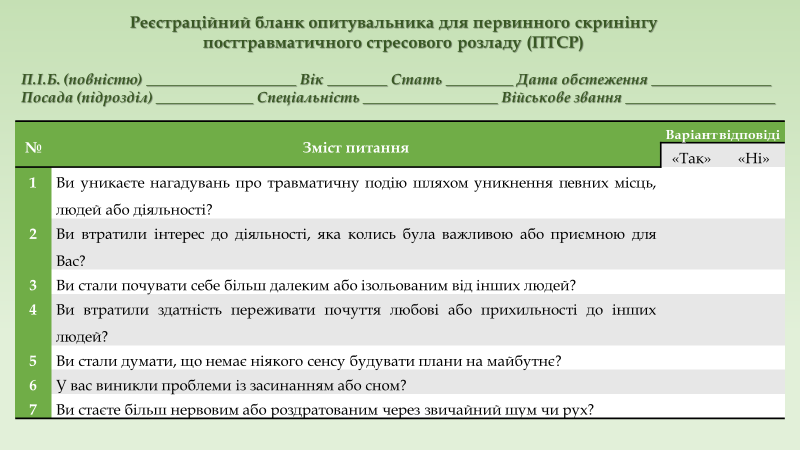 Реєстраційний бланк опитувальника для первинного скринінгу
посттравматичного стресового розладу (ПТСР)
П.І.Б. (повністю) ____________________ Вік ________ Стать _________ Дата обстеження ________________
Посада (підрозділ) _____________ Спеціальність __________________ Військове звання ____________________
№ Зміст питання Варіант відповіді
«Так» «Ні»
1 Ви уникаєте нагадувань про травматичну подію шляхом уникнення певних місць,
людей або діяльності?
2 Ви втратили інтерес до діяльності, яка колись була важливою або приємною для
Вас?
3 Ви стали почувати себе більш далеким або ізольованим від інших людей?
4 Ви втратили здатність переживати почуття любові або прихильності до інших
людей?
5 Ви стали думати, що немає ніякого сенсу будувати плани на майбутнє?
6 У вас виникли проблеми із засинанням або сном?
7 Ви стаєте більш нервовим або роздратованим через звичайний шум чи рух?